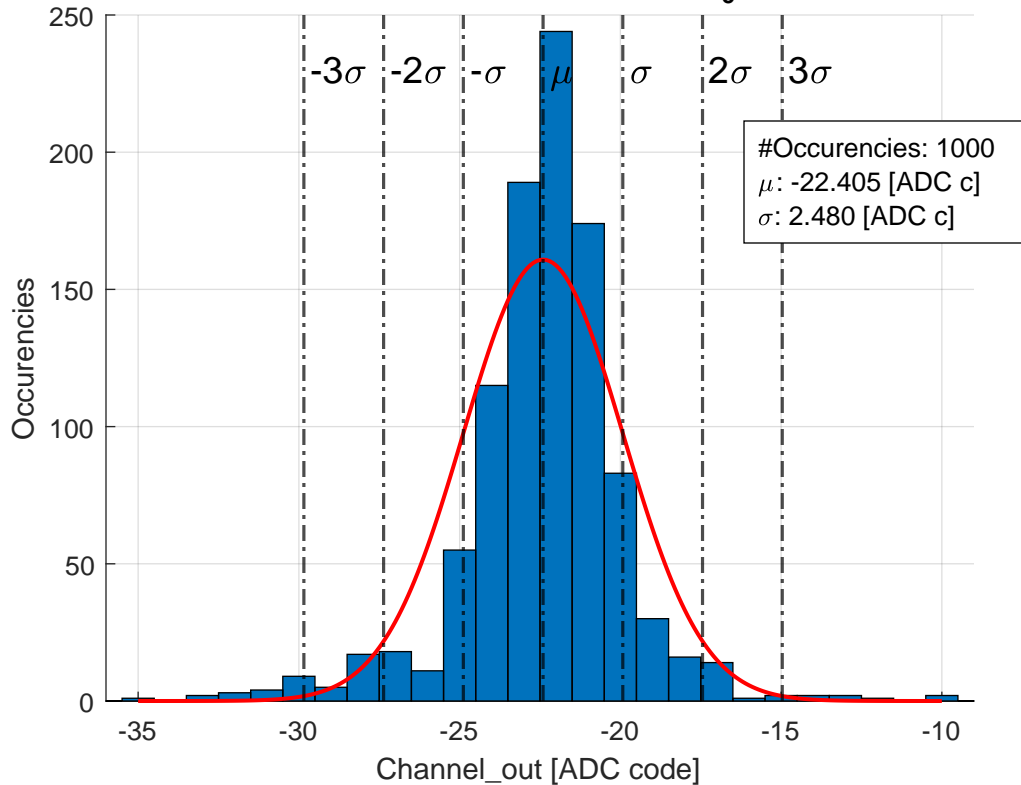 250
200
150
100
50
0
-3σ
-2σ
-σ
μ
σ
2σ
3σ
#Occurencies: 1000
μ: -22.405 [ADC c]
σ: 2.480 [ADC c]
Occurencies
-35
-30
-25
-20
-15
-10
Channel_out [ADC code]